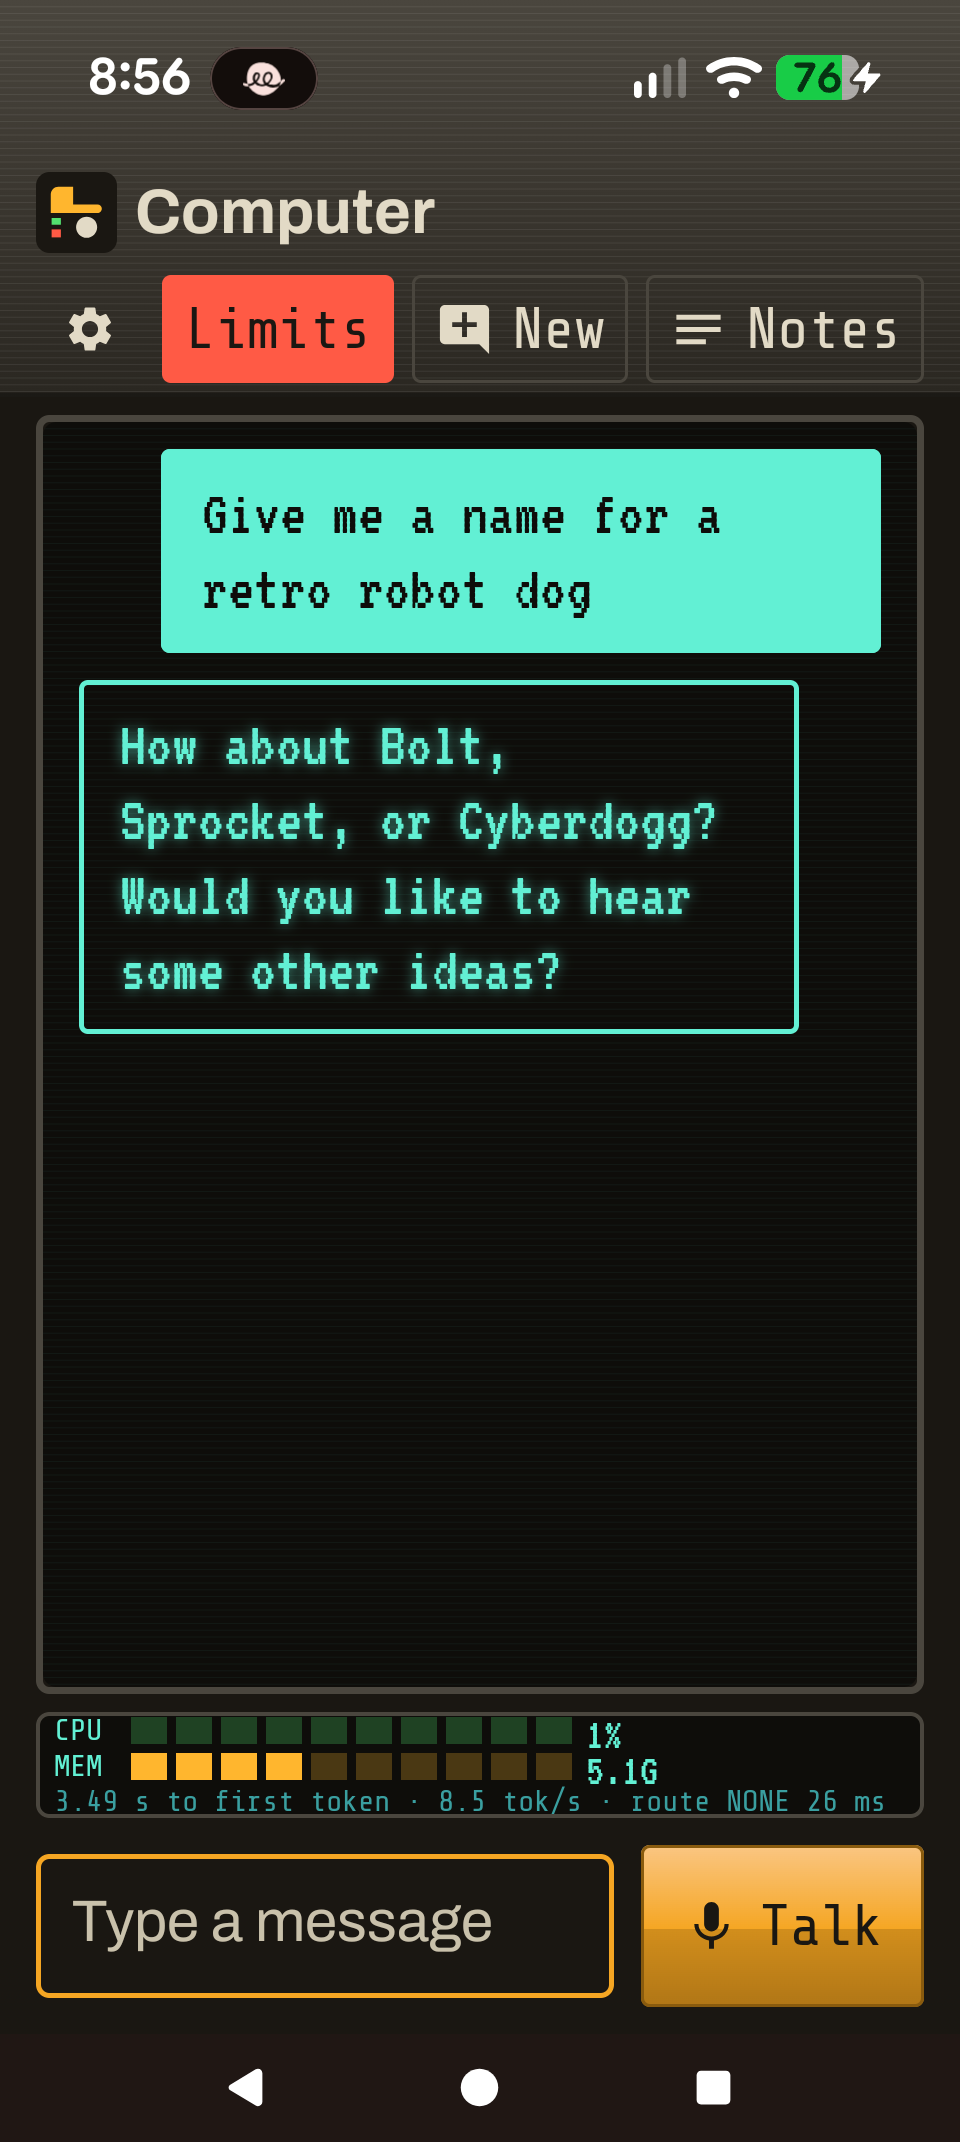 8:56
76
Computer
Limits
New
Notes
Give me a name for a
retro robot dog
How about Bolt,
Sprocket, or Cyberdogg?
Would you like to hear
some other ideas?
CPU 1%
MEM 5.1G
3.49 s to first token · 8.5 tok/s · route NONE 26 ms
Type a message
Talk